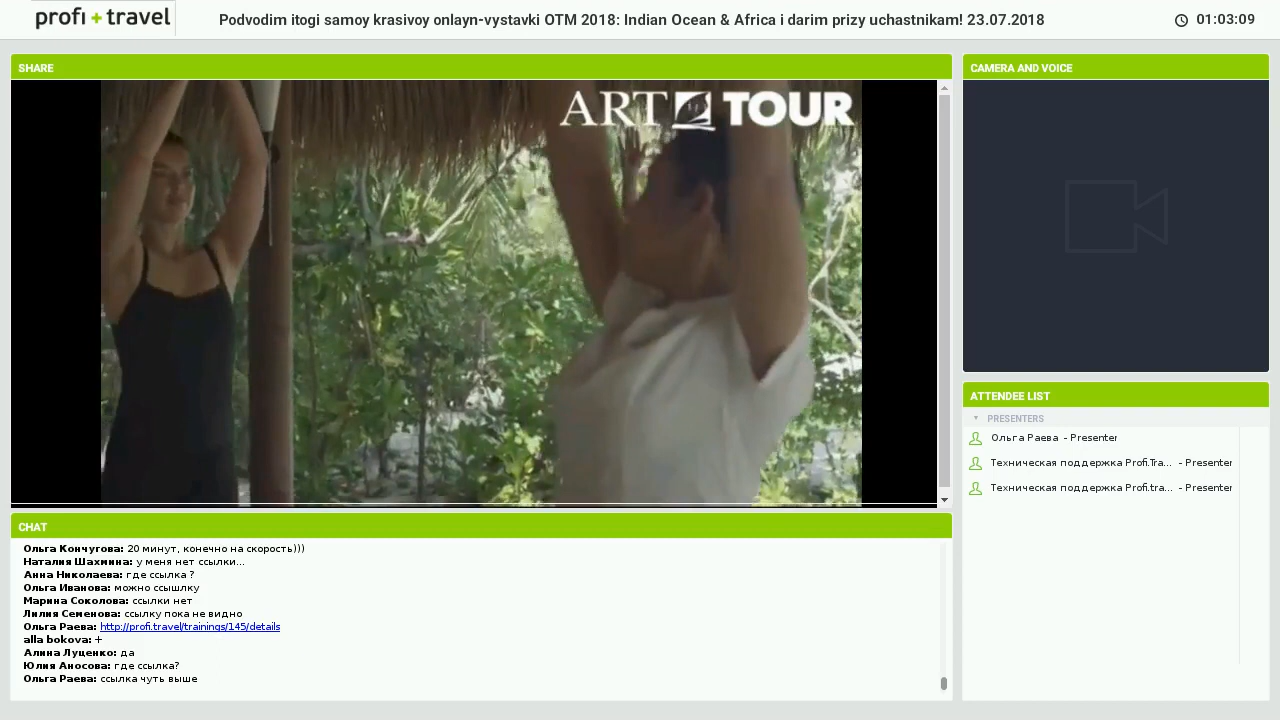 profi + travel
Podvodim itogi samoy krasivoy onlayn-vystavki OTM 2018: Indian Ocean & Africa i darim prizy uchastnikam! 23.07.2018
01:03:09
SHARE
ART TOUR
CHAT
Ольга Кончугова: 20 минут, конечно на скорость)))
Наталия Шахмина: у меня нет ссылки...
Анна Николаева: где ссылка ?
Ольга Иванова: можно ссышлку
Марина Соколова: ссылки нет
Лилия Семенова: ссылку пока не видно
Ольга Раева: http://profi.travel/trainings/145/details
alla bokova: +
Алина Луценко: да
Юлия Аносова: где ссылка?
Ольга Раева: ссылка чуть выше
CAMERA AND VOICE
ATTENDEE LIST
PRESENTERS
Ольга Раева - Presenter
Техническая поддержка Profi.Tra... - Presenter
Техническая поддержка Profi.tra... - Presenter